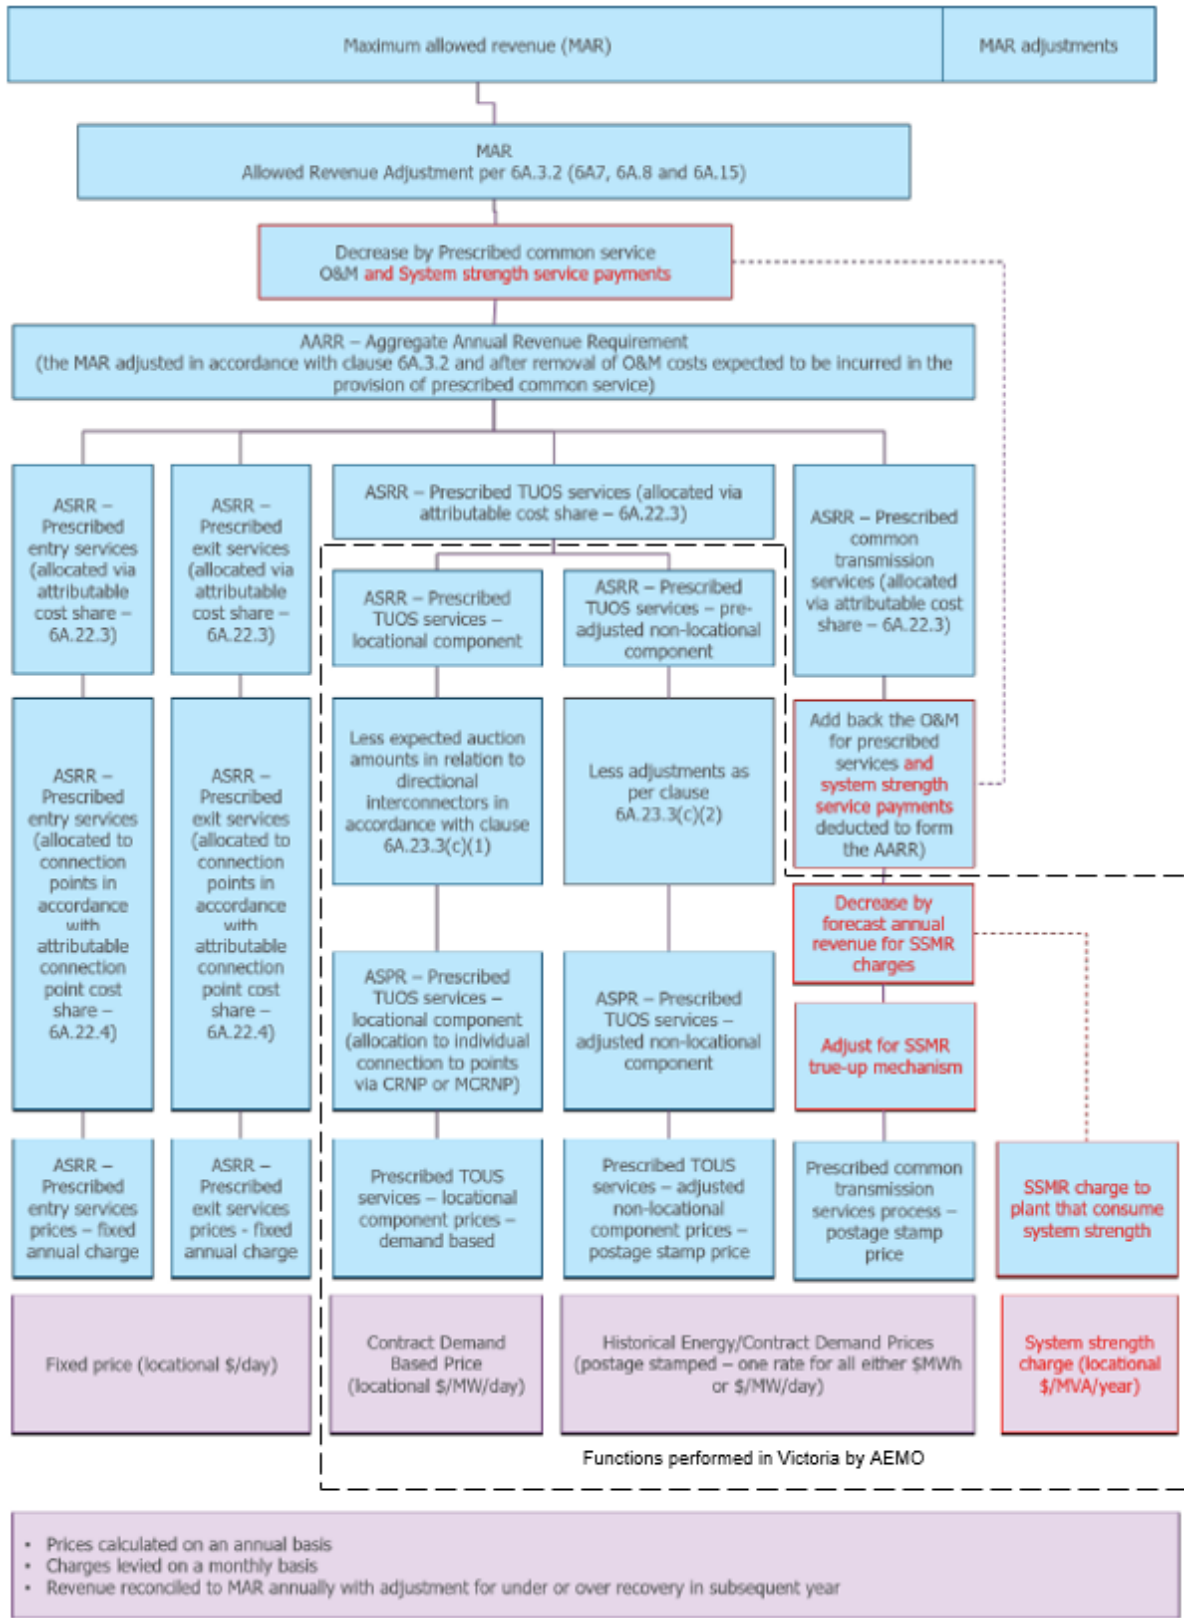 Maximum allowed revenue (MAR)
MAR adjustments
MAR
Allowed Revenue Adjustment per 6A.3.2 (6A7, 6A.8 and 6A.15)
Decrease by Prescribed common service
O&M and System strength service payments
AARR – Aggregate Annual Revenue Requirement
(the MAR adjusted in accordance with clause 6A.3.2 and after removal of O&M costs expected to be incurred in the
provision of prescribed common service)
ASRR –
Prescribed
entry services
(allocated via
attributable
cost share –
6A.22.3)
ASRR –
Prescribed
exit services
(allocated via
attributable
cost share –
6A.22.3)
ASRR – Prescribed TUOS services (allocated via
attributable cost share – 6A.22.3)
ASRR – Prescribed
common
transmission
services (allocated
via attributable cost
share – 6A.22.3)
ASRR – Prescribed
TUOS services –
locational component
ASRR – Prescribed
TUOS services – pre-
adjusted non-locational
component
ASRR –
Prescribed
entry services
(allocated to
connection
points in
accordance
with
attributable
connection
point cost
share –
6A.22.4)
ASRR –
Prescribed
exit services
(allocated to
connection
points in
accordance
with
attributable
connection
point cost
share –
6A.22.4)
Less expected auction
amounts in relation to
directional
interconnectors in
accordance with clause
6A.23.3(c)(1)
Less adjustments as
per clause
6A.23.3(c)(2)
Add back the O&M
for prescribed
services and
system strength
service payments
deducted to form
the AARR)
Decrease by
forecast annual
revenue for SSMR
charges
ASPR – Prescribed
TUOS services –
locational component
(allocation to individual
connection to points
via CRNP or MCRNP)
ASPR – Prescribed
TUOS services –
adjusted non-locational
component
Adjust for SSMR
true-up mechanism
ASRR –
Prescribed
entry services
prices – fixed
annual charge
ASRR –
Prescribed
exit services
prices - fixed
annual charge
Prescribed TOUS
services – locational
component prices –
demand based
Prescribed TOUS
services – adjusted
non-locational
component prices –
postage stamp price
Prescribed common
transmission
services process –
postage stamp
price
SSMR charge to
plant that consume
system strength
Fixed price (locational $/day)
Contract Demand
Based Price
(locational $/MW/day)
Historical Energy/Contract Demand Prices
(postage stamped – one rate for all either $MWh
or $/MW/day)
System strength
charge (locational
$/MVA/year)
Functions performed in Victoria by AEMO
• Prices calculated on an annual basis
• Charges levied on a monthly basis
• Revenue reconciled to MAR annually with adjustment for under or over recovery in subsequent year